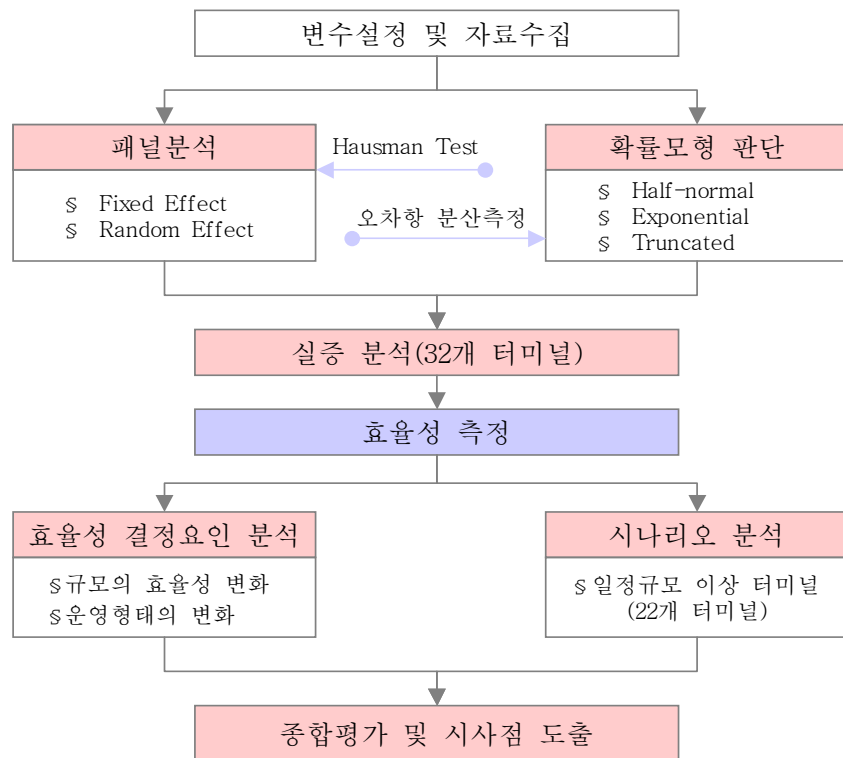 변수설정 및 자료수집
패널분석
§ Fixed Effect
§ Random Effect
Hausman Test
오차항 분산측정
확률모형 판단
§ Half-normal
§ Exponential
§ Truncated
실증 분석(32개 터미널)
효율성 측정
효율성 결정요인 분석
§규모의 효율성 변화
§운영형태의 변화
시나리오 분석
§일정규모 이상 터미널
(22개 터미널)
종합평가 및 시사점 도출